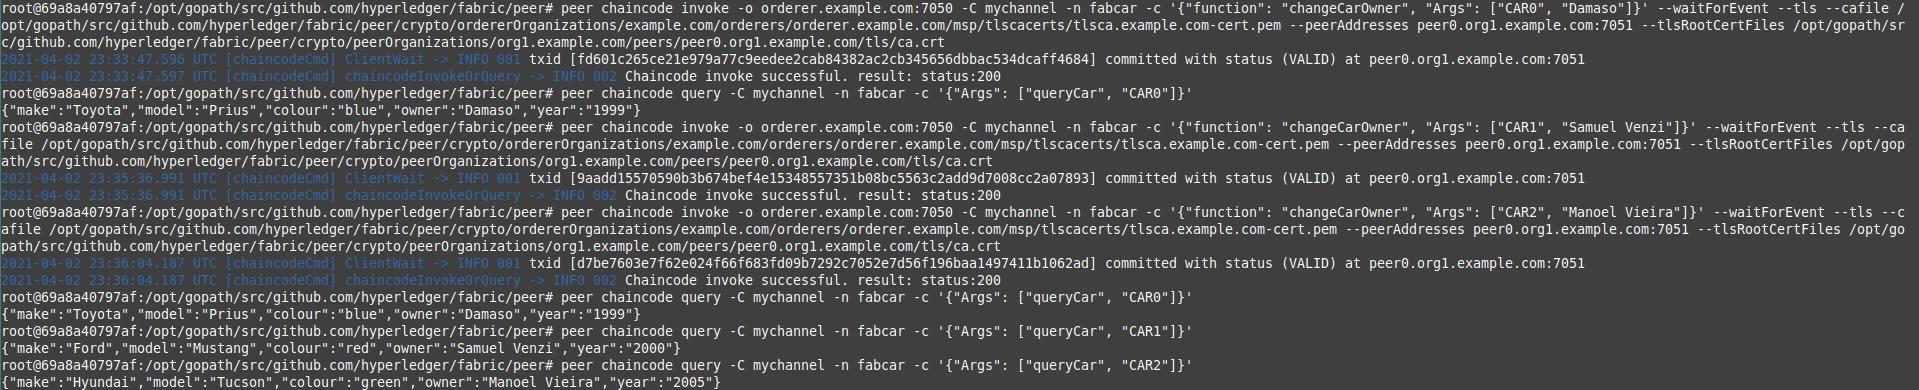 root@69a8a40797af:/opt/gopath/src/github.com/hyperledger/fabric/peer# peer chaincode invoke -o orderer.example.com:7050 -C mychannel -n fabcar -c '{"function": "changeCarOwner", "Args": ["CAR0", "Damaso"]}' --waitForEvent --tls --cafile /
opt/gopath/src/github.com/hyperledger/fabric/peer/crypto/ordererOrganizations/example.com/orderers/orderer.example.com/msp/tlscacerts/tlsca.example.com-cert.pem --peerAddresses peer0.org1.example.com:7051 --tlsRootCertFiles /opt/gopath/sr
c/github.com/hyperledger/fabric/peer/crypto/peerOrganizations/org1.example.com/peers/peer0.org1.example.com/tls/ca.crt
2021-04-02 23:33:47.596 UTC [chaincodeCmd] ClientWait -> INFO 001 txid [fd601c265ce21e979a77c9eedee2cab84382ac2cb345656dbbac534dcaff4684] committed with status (VALID) at peer0.org1.example.com:7051
2021-04-02 23:33:47.597 UTC [chaincodeCmd] chaincodeInvokeOrQuery -> INFO 002 Chaincode invoke successful. result: status:200
root@69a8a40797af:/opt/gopath/src/github.com/hyperledger/fabric/peer# peer chaincode query -C mychannel -n fabcar -c '{"Args": ["queryCar", "CAR0"]}'
{"make":"Toyota","model":"Prius","colour":"blue","owner":"Damaso","year":"1999"}
root@69a8a40797af:/opt/gopath/src/github.com/hyperledger/fabric/peer# peer chaincode invoke -o orderer.example.com:7050 -C mychannel -n fabcar -c '{"function": "changeCarOwner", "Args": ["CAR1", "Samuel Venzi"]}' --waitForEvent --tls --ca
file /opt/gopath/src/github.com/hyperledger/fabric/peer/crypto/ordererOrganizations/example.com/orderers/orderer.example.com/msp/tlscacerts/tlsca.example.com-cert.pem --peerAddresses peer0.org1.example.com:7051 --tlsRootCertFiles /opt/gop
ath/src/github.com/hyperledger/fabric/peer/crypto/peerOrganizations/org1.example.com/peers/peer0.org1.example.com/tls/ca.crt
2021-04-02 23:35:36.991 UTC [chaincodeCmd] ClientWait -> INFO 001 txid [9aadd15570590b3b674bef4e15348557351b08bc5563c2add9d7008cc2a07893] committed with status (VALID) at peer0.org1.example.com:7051
2021-04-02 23:35:36.991 UTC [chaincodeCmd] chaincodeInvokeOrQuery -> INFO 002 Chaincode invoke successful. result: status:200
root@69a8a40797af:/opt/gopath/src/github.com/hyperledger/fabric/peer# peer chaincode invoke -o orderer.example.com:7050 -C mychannel -n fabcar -c '{"function": "changeCarOwner", "Args": ["CAR2", "Manoel Vieira"]}' --waitForEvent --tls --c
afile /opt/gopath/src/github.com/hyperledger/fabric/peer/crypto/ordererOrganizations/example.com/orderers/orderer.example.com/msp/tlscacerts/tlsca.example.com-cert.pem --peerAddresses peer0.org1.example.com:7051 --tlsRootCertFiles /opt/go
path/src/github.com/hyperledger/fabric/peer/crypto/peerOrganizations/org1.example.com/peers/peer0.org1.example.com/tls/ca.crt
2021-04-02 23:36:04.187 UTC [chaincodeCmd] ClientWait -> INFO 001 txid [d7be7603e7f62e024f66f683fd09b7292c7052e7d56f196baa1497411b1062ad] committed with status (VALID) at peer0.org1.example.com:7051
2021-04-02 23:36:04.187 UTC [chaincodeCmd] chaincodeInvokeOrQuery -> INFO 002 Chaincode invoke successful. result: status:200
root@69a8a40797af:/opt/gopath/src/github.com/hyperledger/fabric/peer# peer chaincode query -C mychannel -n fabcar -c '{"Args": ["queryCar", "CAR0"]}'
{"make":"Toyota","model":"Prius","colour":"blue","owner":"Damaso","year":"1999"}
root@69a8a40797af:/opt/gopath/src/github.com/hyperledger/fabric/peer# peer chaincode query -C mychannel -n fabcar -c '{"Args": ["queryCar", "CAR1"]}'
{"make":"Ford","model":"Mustang","colour":"red","owner":"Samuel Venzi","year":"2000"}
root@69a8a40797af:/opt/gopath/src/github.com/hyperledger/fabric/peer# peer chaincode query -C mychannel -n fabcar -c '{"Args": ["queryCar", "CAR2"]}'
{"make":"Hyundai","model":"Tucson","colour":"green","owner":"Manoel Vieira","year":"2005"}